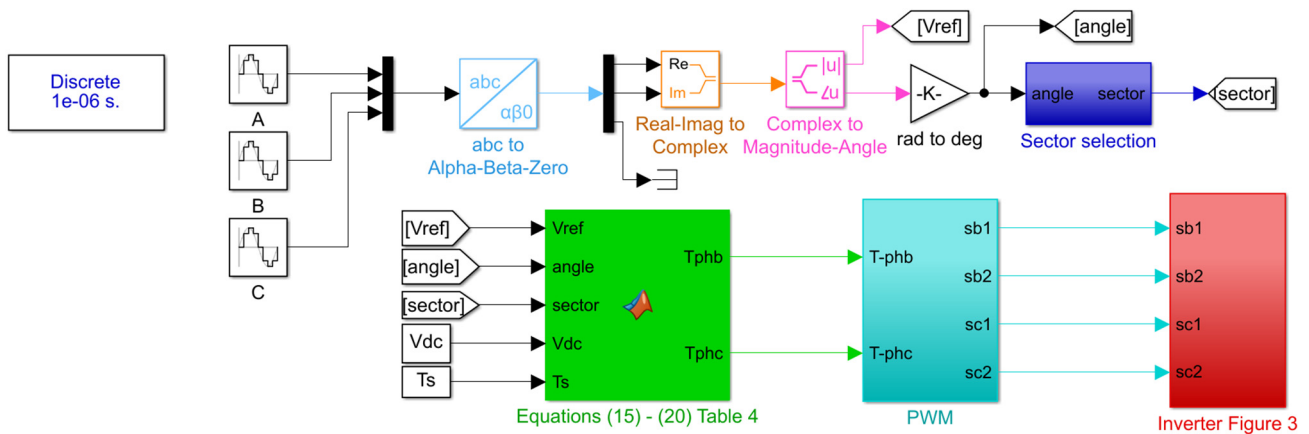 Discrete
1e-06 s.
A
B
C
abc
αβ0
abc to
Alpha-Beta-Zero
Re
Im
Real-Imag to
Complex
|u|
∠u
Complex to
Magnitude-Angle
[Vref]
-K-
rad to deg
[angle]
angle
sector
Sector selection
[sector]
[Vref]
[angle]
[sector]
Vdc
Ts
Vref
angle
sector
Vdc
Ts
Tphb
Tphc
Equations (15) - (20) Table 4
T-phb
T-phc
sb1
sb2
sc1
sc2
PWM
sb1
sb2
sc1
sc2
Inverter Figure 3